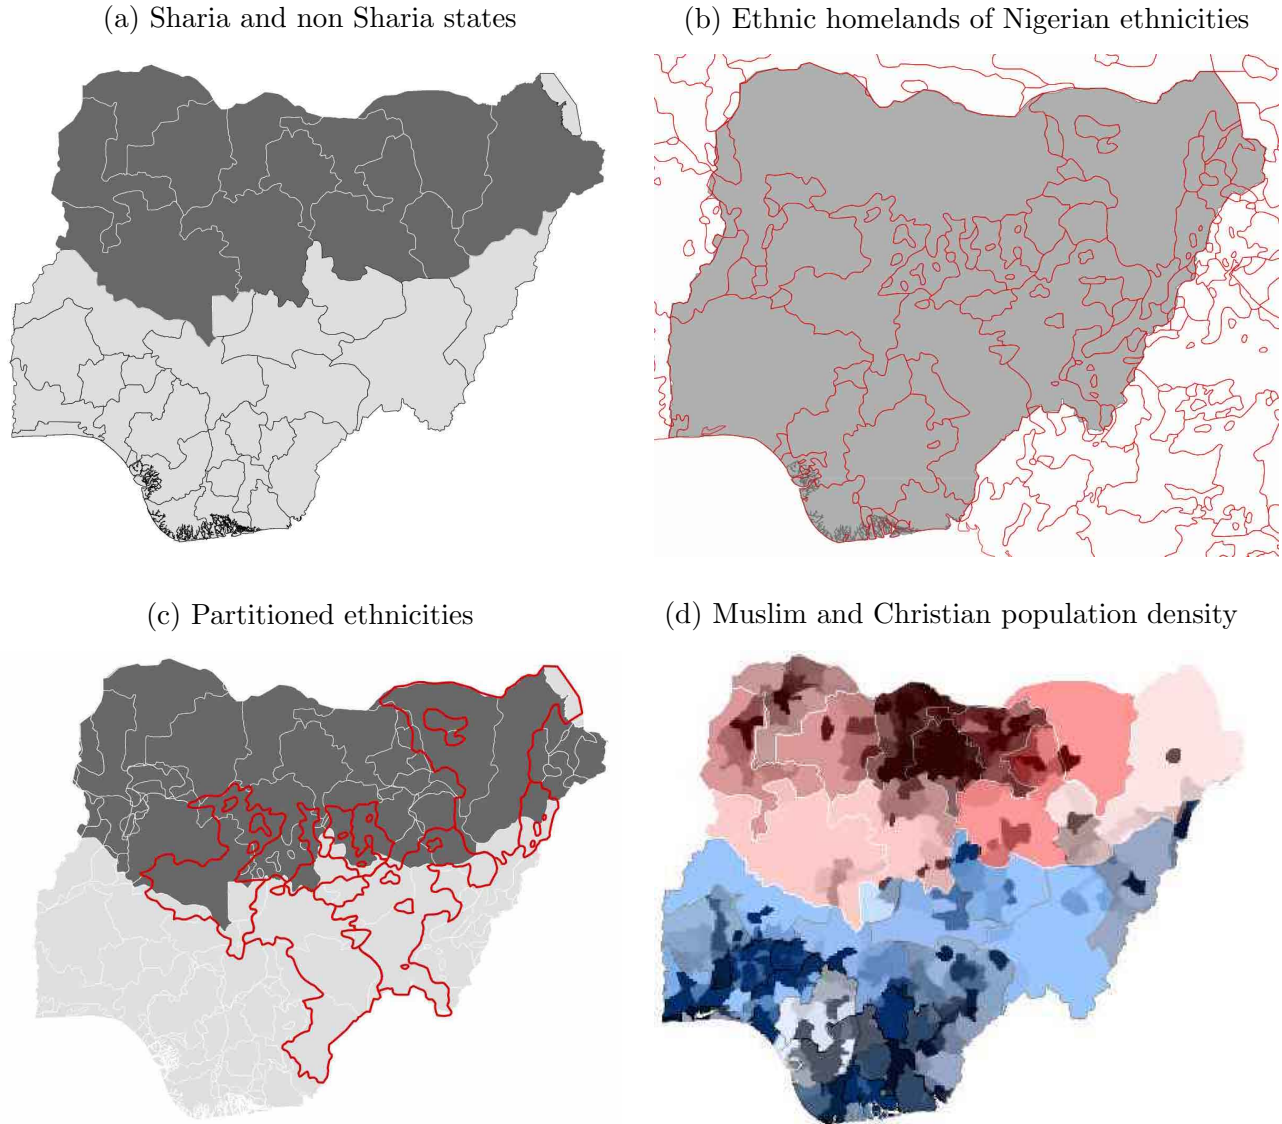 (a) Sharia and non Sharia states
(b) Ethnic homelands of Nigerian ethnicities
(c) Partitioned ethnicities
(d) Muslim and Christian population density